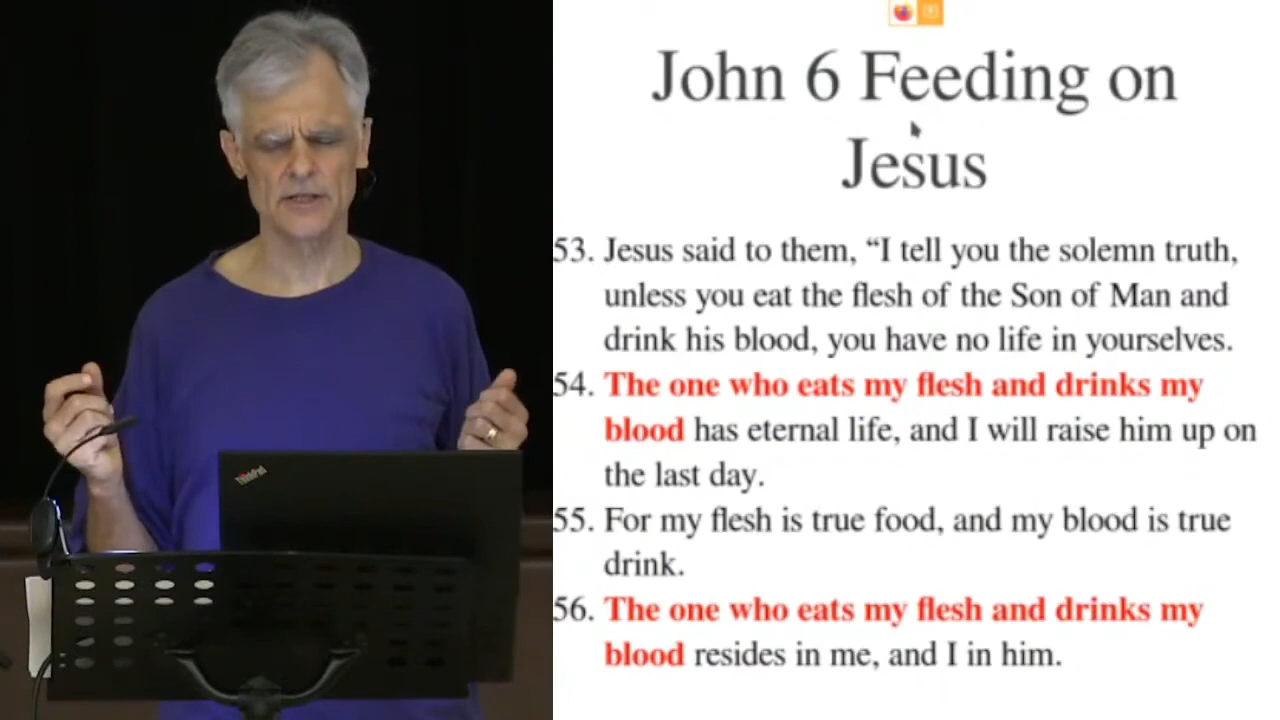 John 6 Feeding on
Jesus
53. Jesus said to them, “I tell you the solemn truth,
unless you eat the flesh of the Son of Man and
drink his blood, you have no life in yourselves.
54. The one who eats my flesh and drinks my
blood has eternal life, and I will raise him up on
the last day.
55. For my flesh is true food, and my blood is true
drink.
56. The one who eats my flesh and drinks my
blood resides in me, and I in him.
ThinkPad